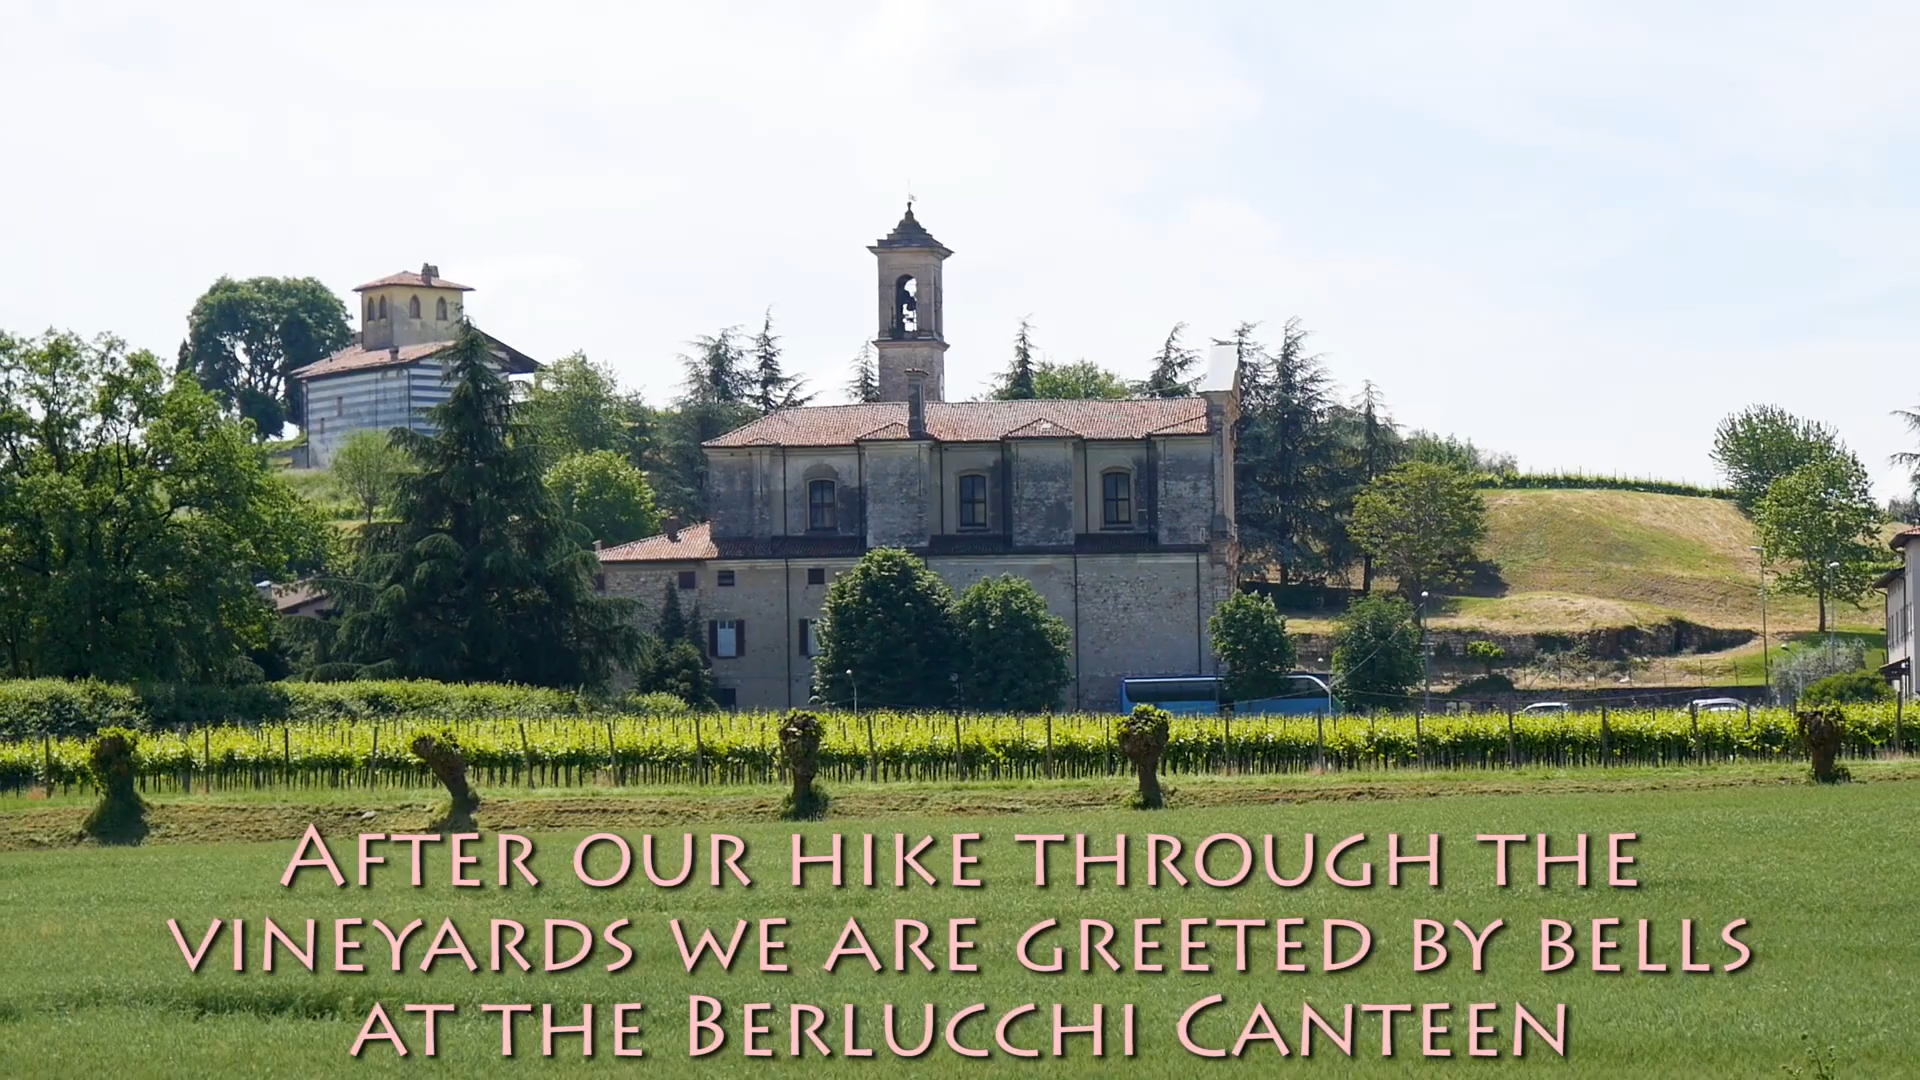 After our hike through the
vineyards we are greeted by bells
at the Berlucchi Canteen